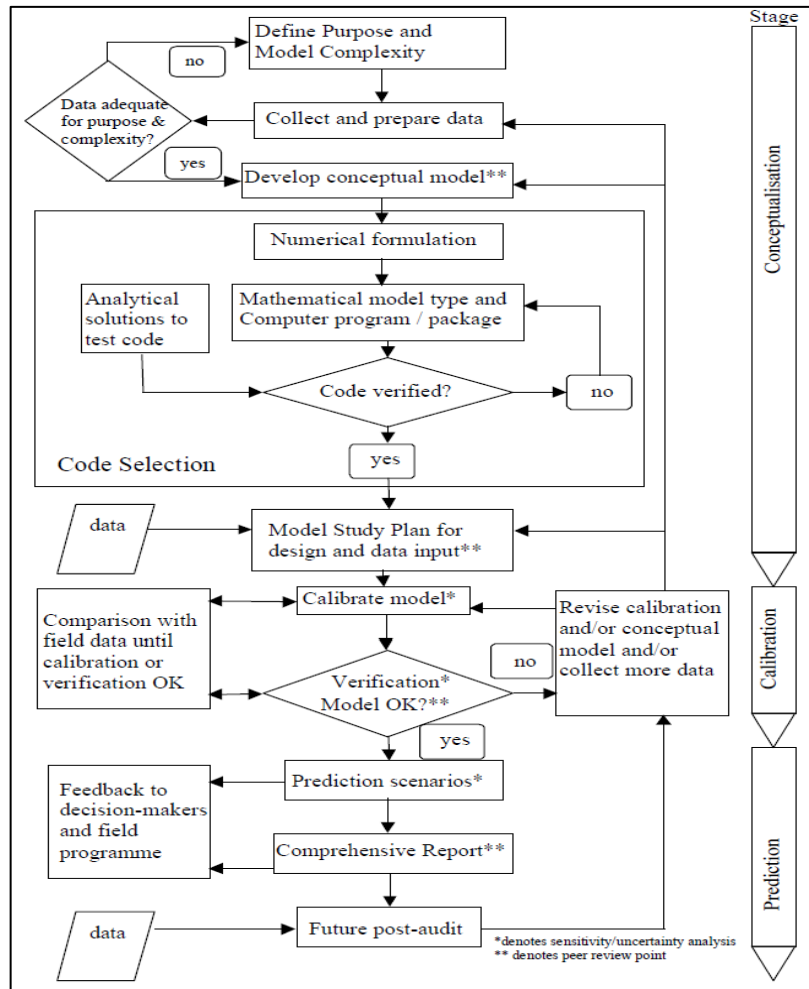 Stage
Define Purpose and
Model Complexity
no
Data adequate
for purpose &
complexity?
Collect and prepare data
yes
Develop conceptual model**
Numerical formulation
Analytical
solutions to
test code
Mathematical model type and
Computer program / package
Code verified?
no
yes
Code Selection
Conceptualisation
data
Model Study Plan for
design and data input**
Calibrate model*
Comparison with
field data until
calibration or
verification OK
Revise calibration
and/or conceptual
model and/or
collect more data
no
Verification*
Model OK?**
yes
Calibration
Prediction scenarios*
Feedback to
decision-makers
and field
programme
Comprehensive Report**
Prediction
data
Future post-audit
*denotes sensitivity/uncertainty analysis
** denotes peer review point